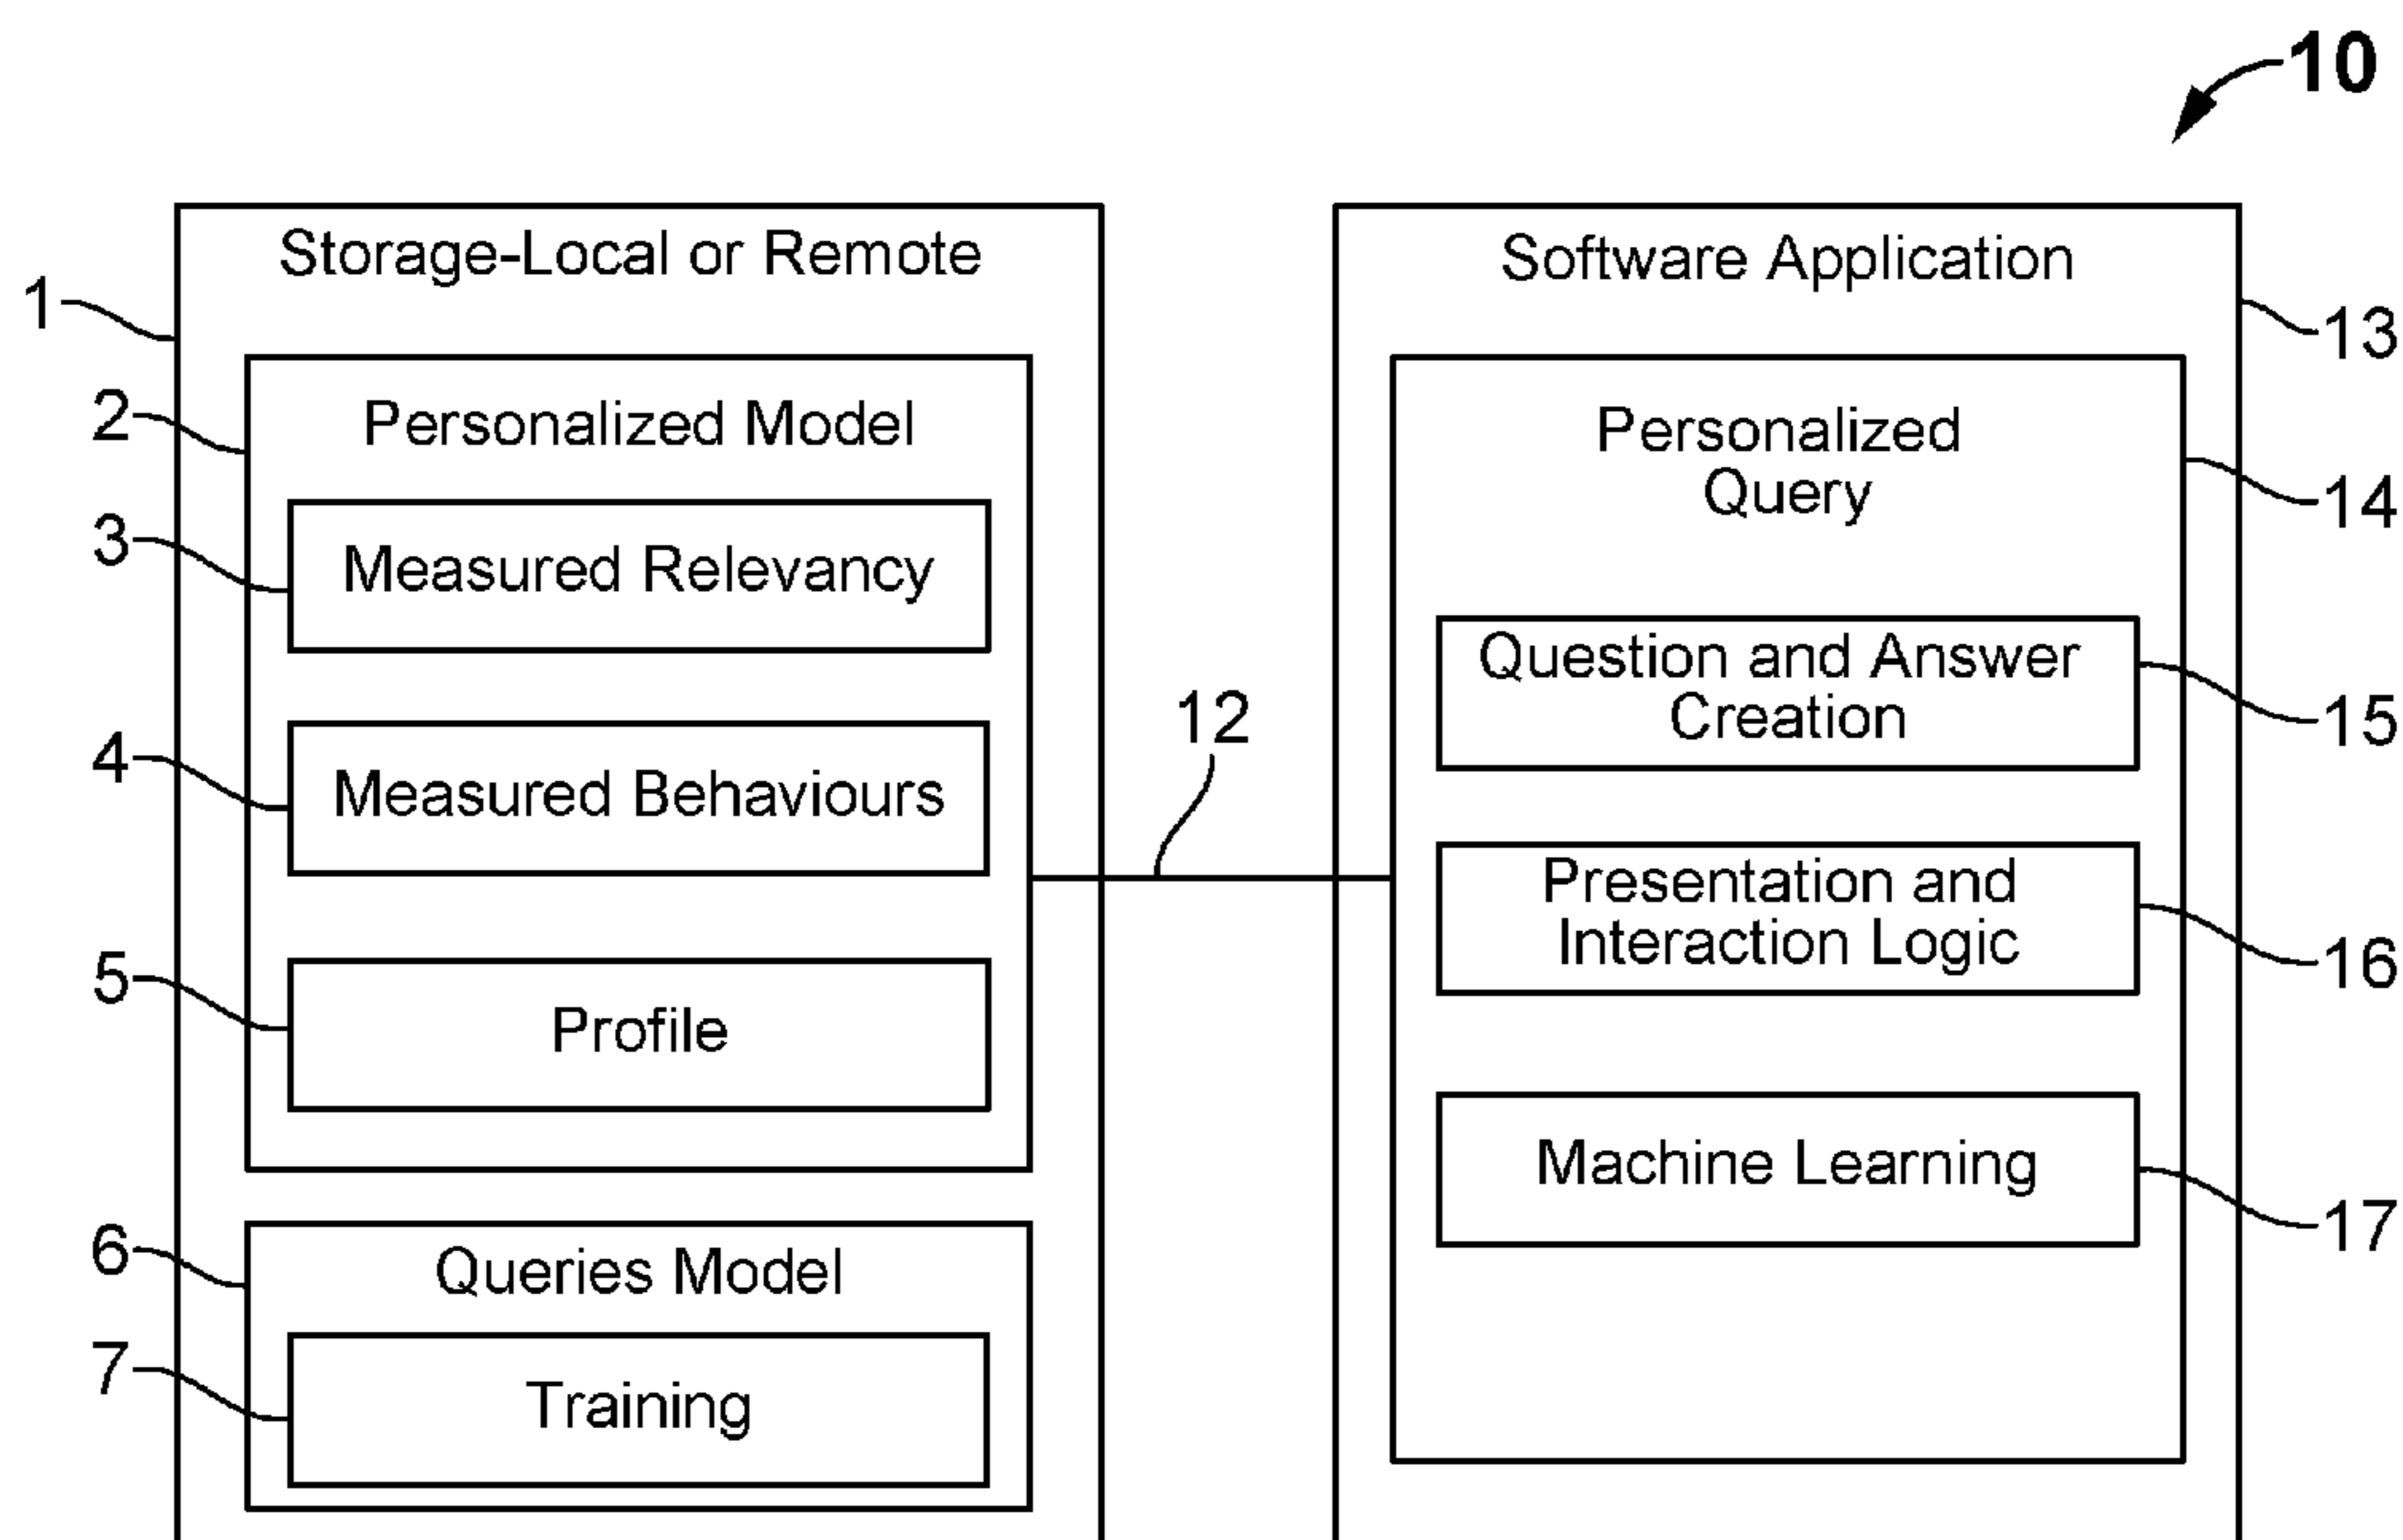 10
Storage-Local or Remote
1
2
Personalized Model
3
Measured Relevancy
4
Measured Behaviours
5
Profile
6
Queries Model
7
Training
12
Software Application
13
Personalized
Query
14
Question and Answer
Creation
15
Presentation and
Interaction Logic
16
Machine Learning
17